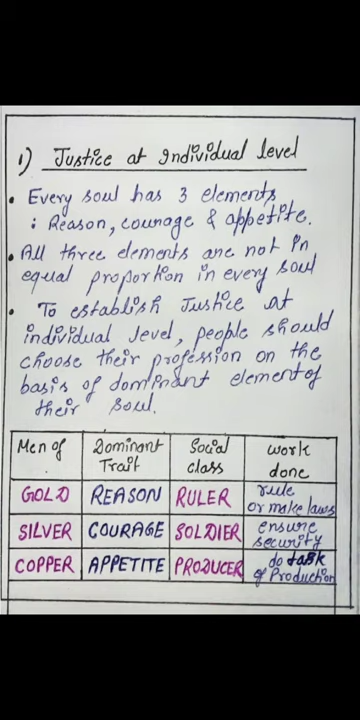 1) Justice at Individual level
• Every soul has 3 elements
: Reason, courage & appetite.
• All three elements are not in
equal proportion in every soul
• To establish Justice at
individual level, people should
choose their profession on the
basis of dominant element of
their soul.
Men of | Dominant Trait | Social class | work done
GOLD | REASON | RULER | rule or make laws
SILVER | COURAGE | SOLDIER | ensure security
COPPER | APPETITE | PRODUCER | do task of Production